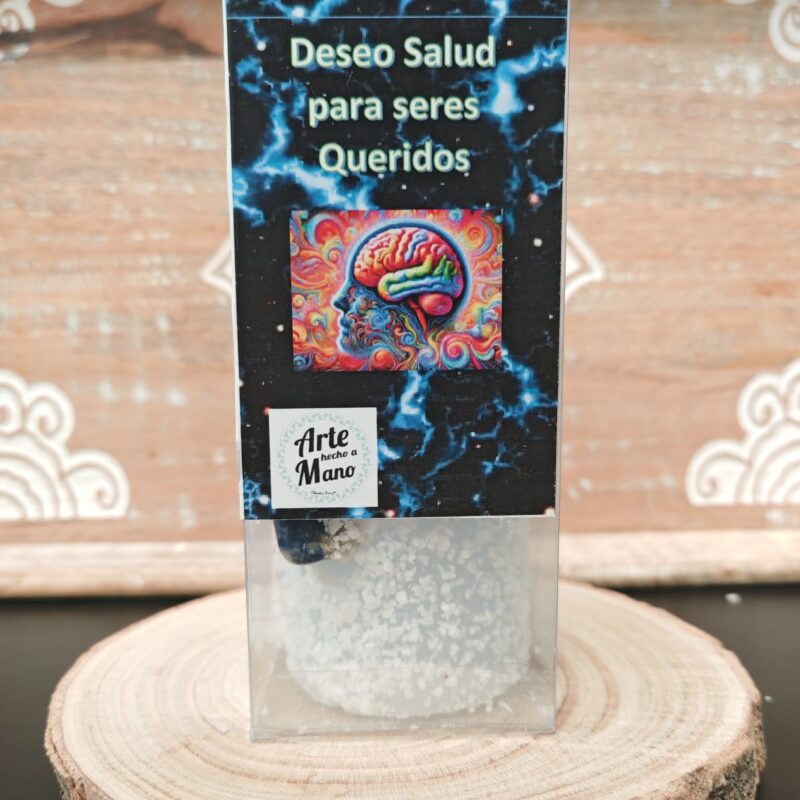 Deseo Salud
para seres
Queridos
Arte
hecho a
Mano